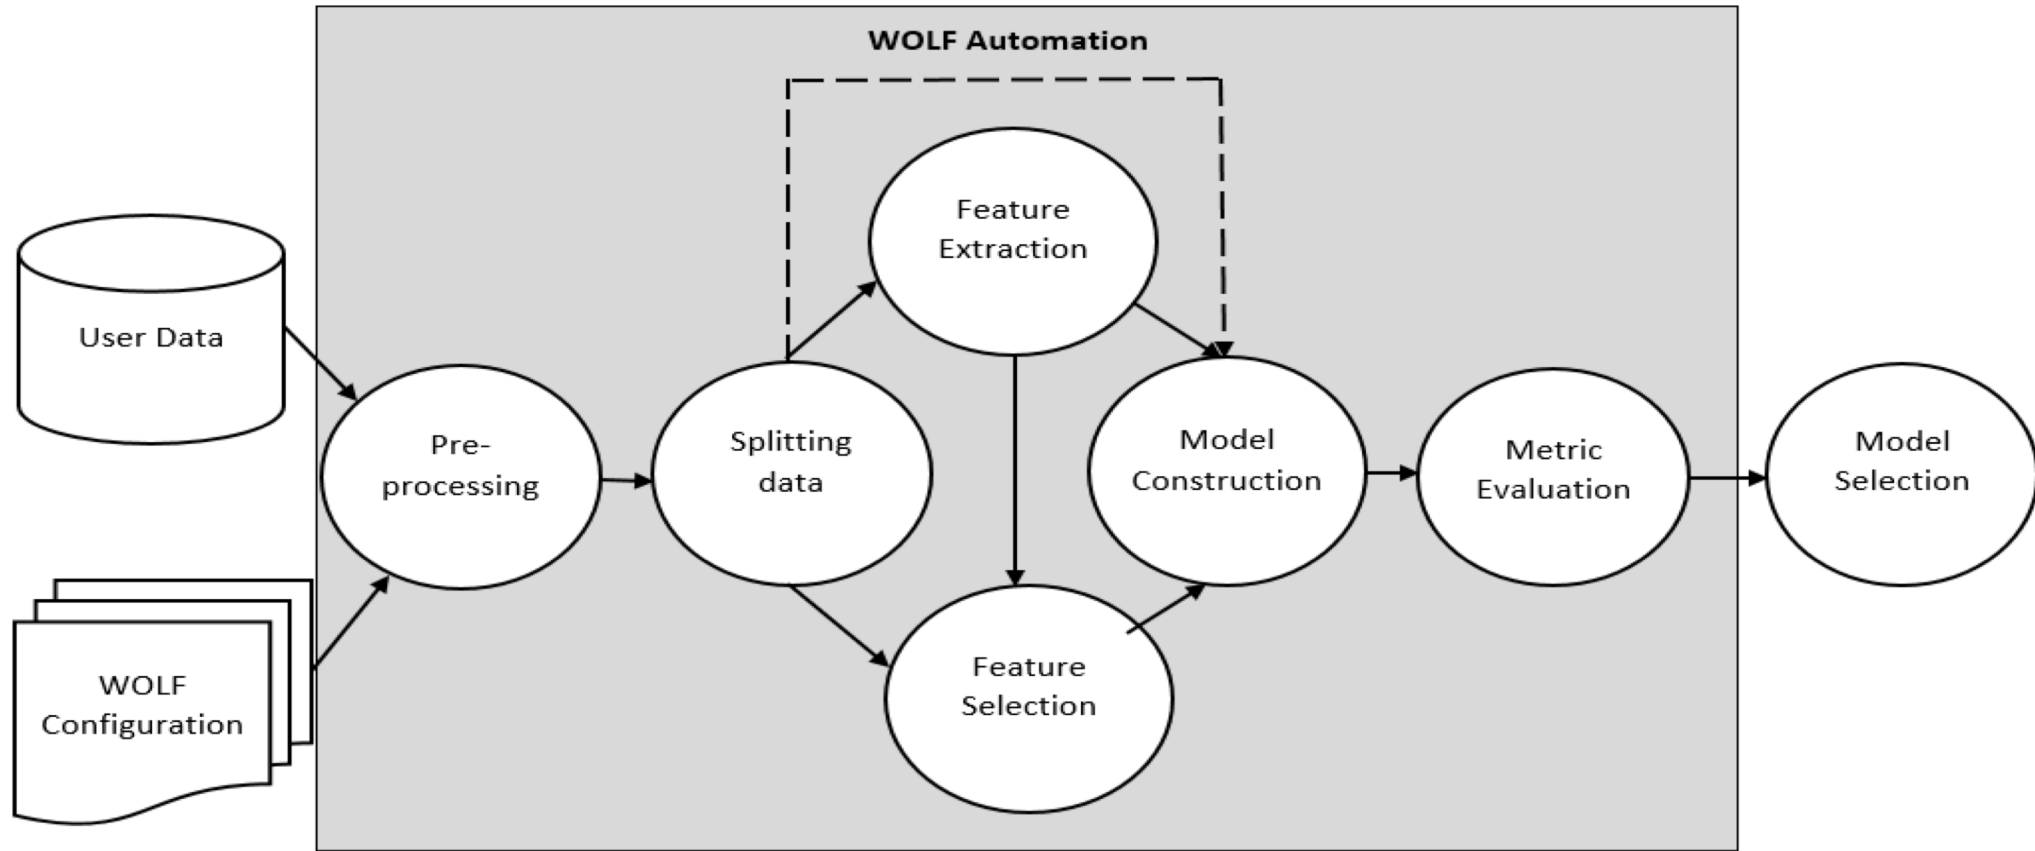 WOLF Automation
User Data
WOLF
Configuration
Pre-
processing
Splitting
data
Feature
Extraction
Feature
Selection
Model
Construction
Metric
Evaluation
Model
Selection